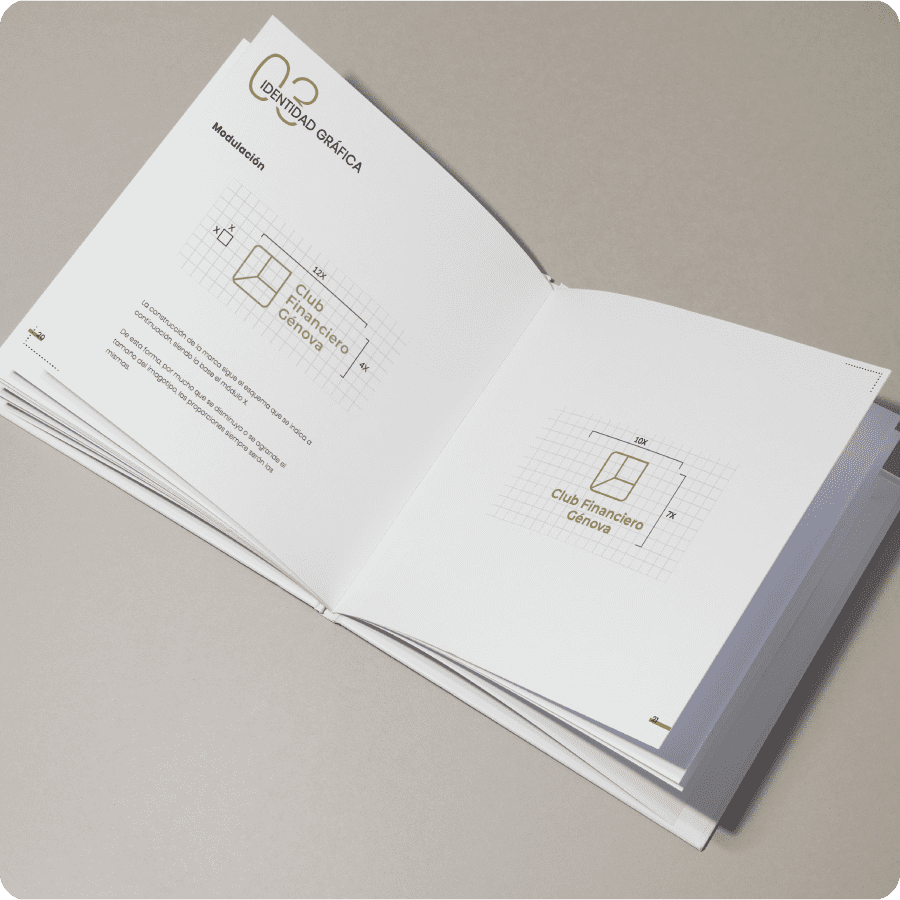 03
IDENTIDAD GRÁFICA
Modulación
X
X
12X
4X
Club
Financiero
Génova
La construcción de la marca sigue el esquema que se indica a
continuación, siendo la base el módulo X.
De esta forma, por mucho que se disminuya o se agrande el
tamaño del imagotipo, las proporciones siempre serán las
mismas.
20
10X
7X
Club Financiero
Génova
21